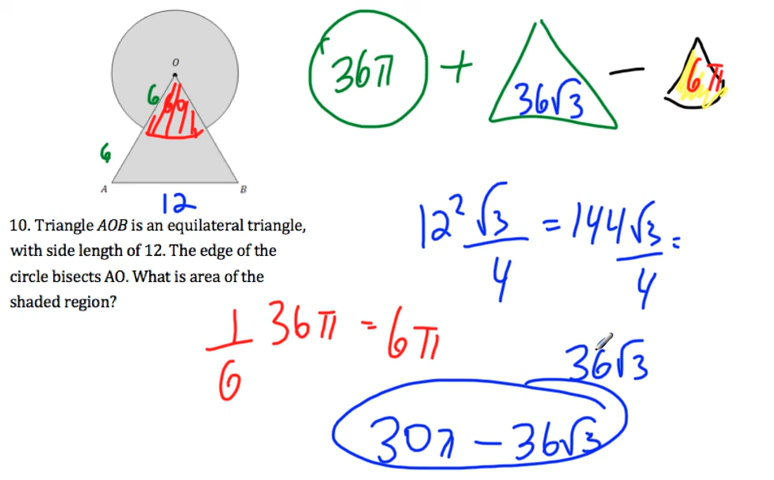 O
6
6
A
B
12
36π + 36√3 − 6π
10. Triangle AOB is an equilateral triangle,
with side length of 12. The edge of the
circle bisects AO. What is area of the
shaded region?
12² √3/4 = 144√3/4 =
36√3
1/6 36π = 6π
30π − 36√3